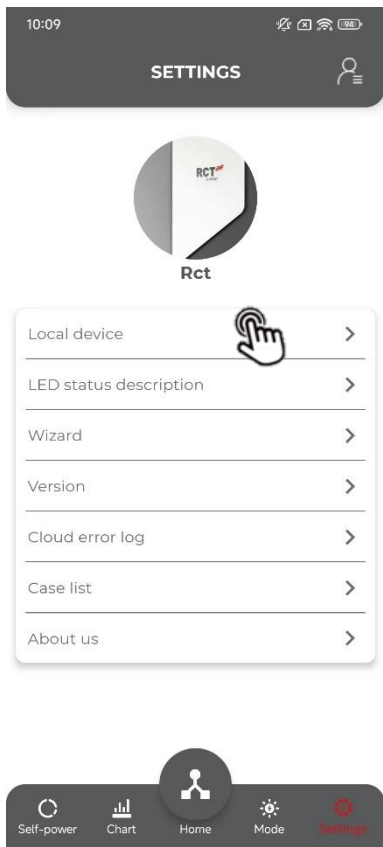 10:09
94
SETTINGS
RCT
Rct
Local device
LED status description
Wizard
Version
Cloud error log
Case list
About us
Self-power
Chart
Home
Mode
Settings